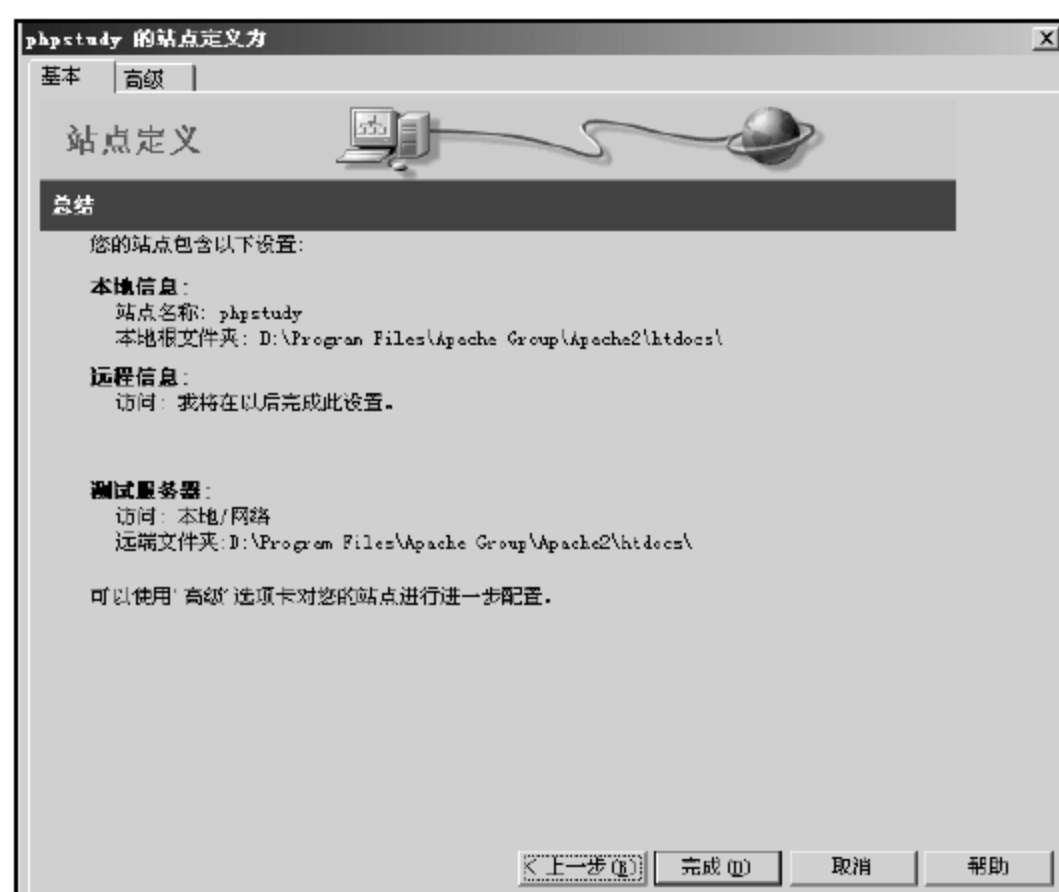 phpstudy 的站点定义为
基本 高级
站点定义
总结
您的站点包含以下设置:
本地信息:
站点名称: phpstudy
本地根文件夹: D:\Program Files\Apache Group\Apache2\htdocs\
远程信息:
访问: 我将在以后完成此设置。
测试服务器:
访问: 本地/网络
远端文件夹:D:\Program Files\Apache Group\Apache2\htdocs\
可以使用'高级'选项卡对您的站点进行进一步配置。
< 上一步(B) 完成(D) 取消 帮助